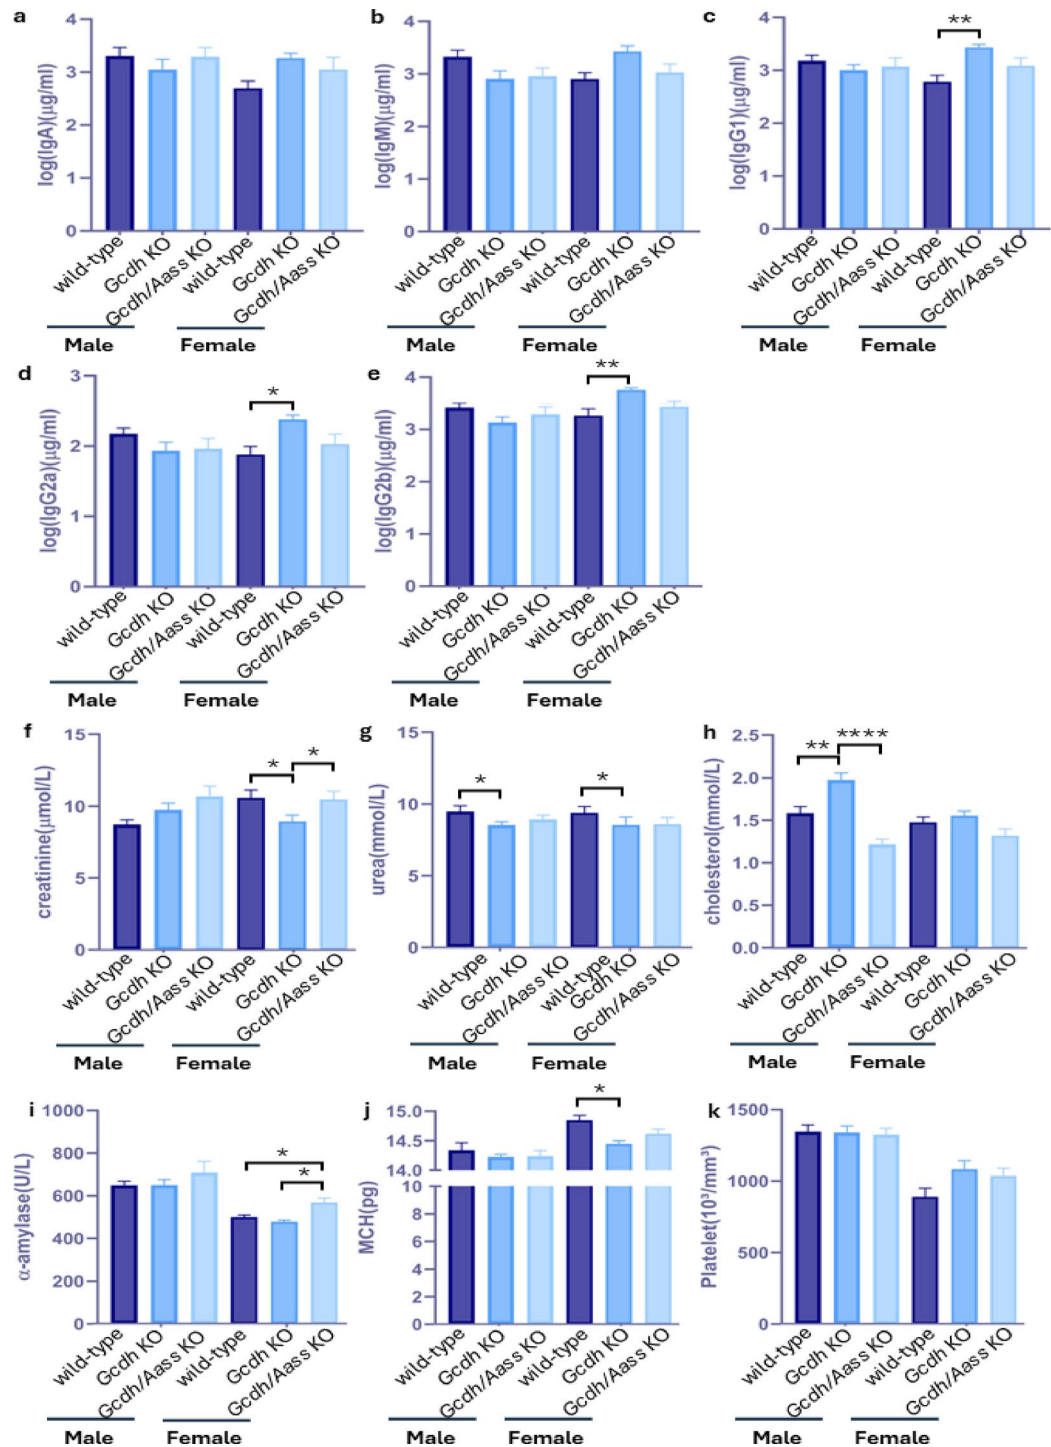 a
log(IgA)(μg/ml)
4
3
2
1
0
wild-type
Gcdh KO
Gcdh/Aass KO
wild-type
Gcdh KO
Gcdh/Aass KO
Male
Female
b
log(IgM)(μg/ml)
4
3
2
1
0
wild-type
Gcdh KO
Gcdh/Aass KO
wild-type
Gcdh KO
Gcdh/Aass KO
Male
Female
c
log(IgG1)(μg/ml)
4
3
2
1
0
**
wild-type
Gcdh KO
Gcdh/Aass KO
wild-type
Gcdh KO
Gcdh/Aass KO
Male
Female
d
log(IgG2a)(μg/ml)
3
2
1
0
*
wild-type
Gcdh KO
Gcdh/Aass KO
wild-type
Gcdh KO
Gcdh/Aass KO
Male
Female
e
log(IgG2b)(μg/ml)
4
3
2
1
0
**
wild-type
Gcdh KO
Gcdh/Aass KO
wild-type
Gcdh KO
Gcdh/Aass KO
Male
Female
f
creatinine(μmol/L)
15
10
5
0
*
*
wild-type
Gcdh KO
Gcdh/Aass KO
wild-type
Gcdh KO
Gcdh/Aass KO
Male
Female
g
urea(mmol/L)
15
10
5
0
*
*
wild-type
Gcdh KO
Gcdh/Aass KO
wild-type
Gcdh KO
Gcdh/Aass KO
Male
Female
h
cholesterol(mmol/L)
2.5
2.0
1.5
1.0
0.5
0.0
**
****
wild-type
Gcdh KO
Gcdh/Aass KO
wild-type
Gcdh KO
Gcdh/Aass KO
Male
Female
i
α-amylase(U/L)
1000
800
600
400
200
0
*
*
wild-type
Gcdh KO
Gcdh/Aass KO
wild-type
Gcdh KO
Gcdh/Aass KO
Male
Female
j
MCH(pg)
15.0
14.5
14.0
10
8
6
4
2
0
*
wild-type
Gcdh KO
Gcdh/Aass KO
wild-type
Gcdh KO
Gcdh/Aass KO
Male
Female
k
Platelet(10³/mm³)
1500
1000
500
0
wild-type
Gcdh KO
Gcdh/Aass KO
wild-type
Gcdh KO
Gcdh/Aass KO
Male
Female